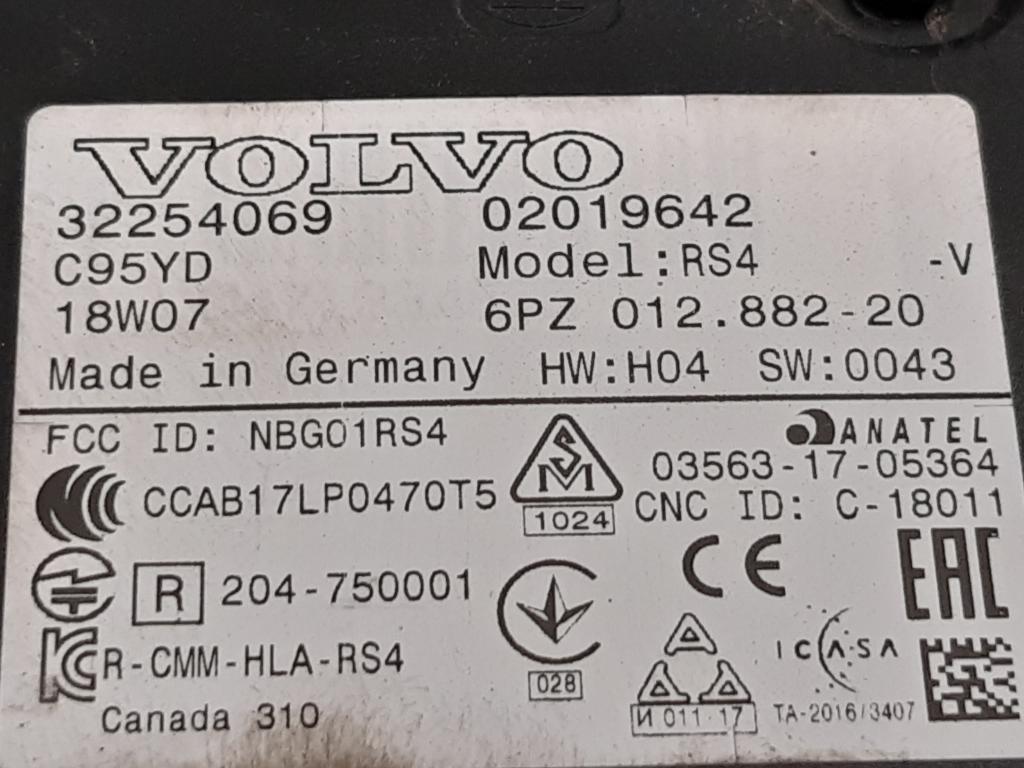 VOLVO
32254069 02019642
C95YD Model:RS4 -V
18W07 6PZ 012.882-20
Made in Germany HW:H04 SW:0043
FCC ID: NBG01RS4 ANATEL
03563-17-05364
CCAB17LP0470T5 SM 1024 CNC ID: C-18011
R 204-750001 CE EAC
KC R-CMM-HLA-RS4 028 ICASA
Canada 310 И 011-17 TA-2016/3407